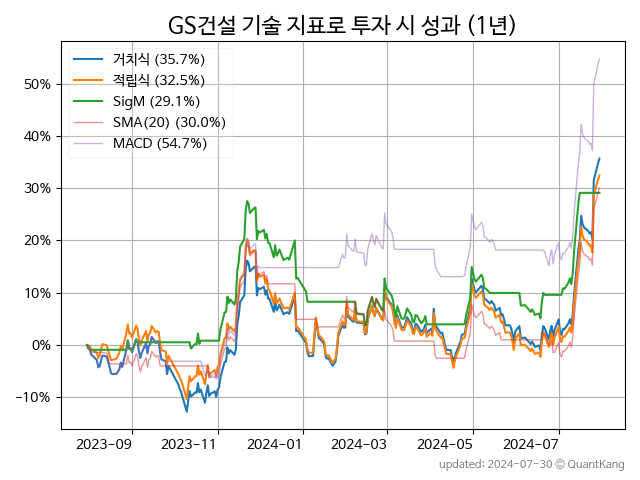 GS건설 기술 지표로 투자 시 성과 (1년)
거치식 (35.7%)
적립식 (32.5%)
SigM (29.1%)
SMA(20) (30.0%)
MACD (54.7%)
50%
40%
30%
20%
10%
0%
−10%
2023-09 2023-11 2024-01 2024-03 2024-05 2024-07
updated: 2024-07-30 © QuantKang